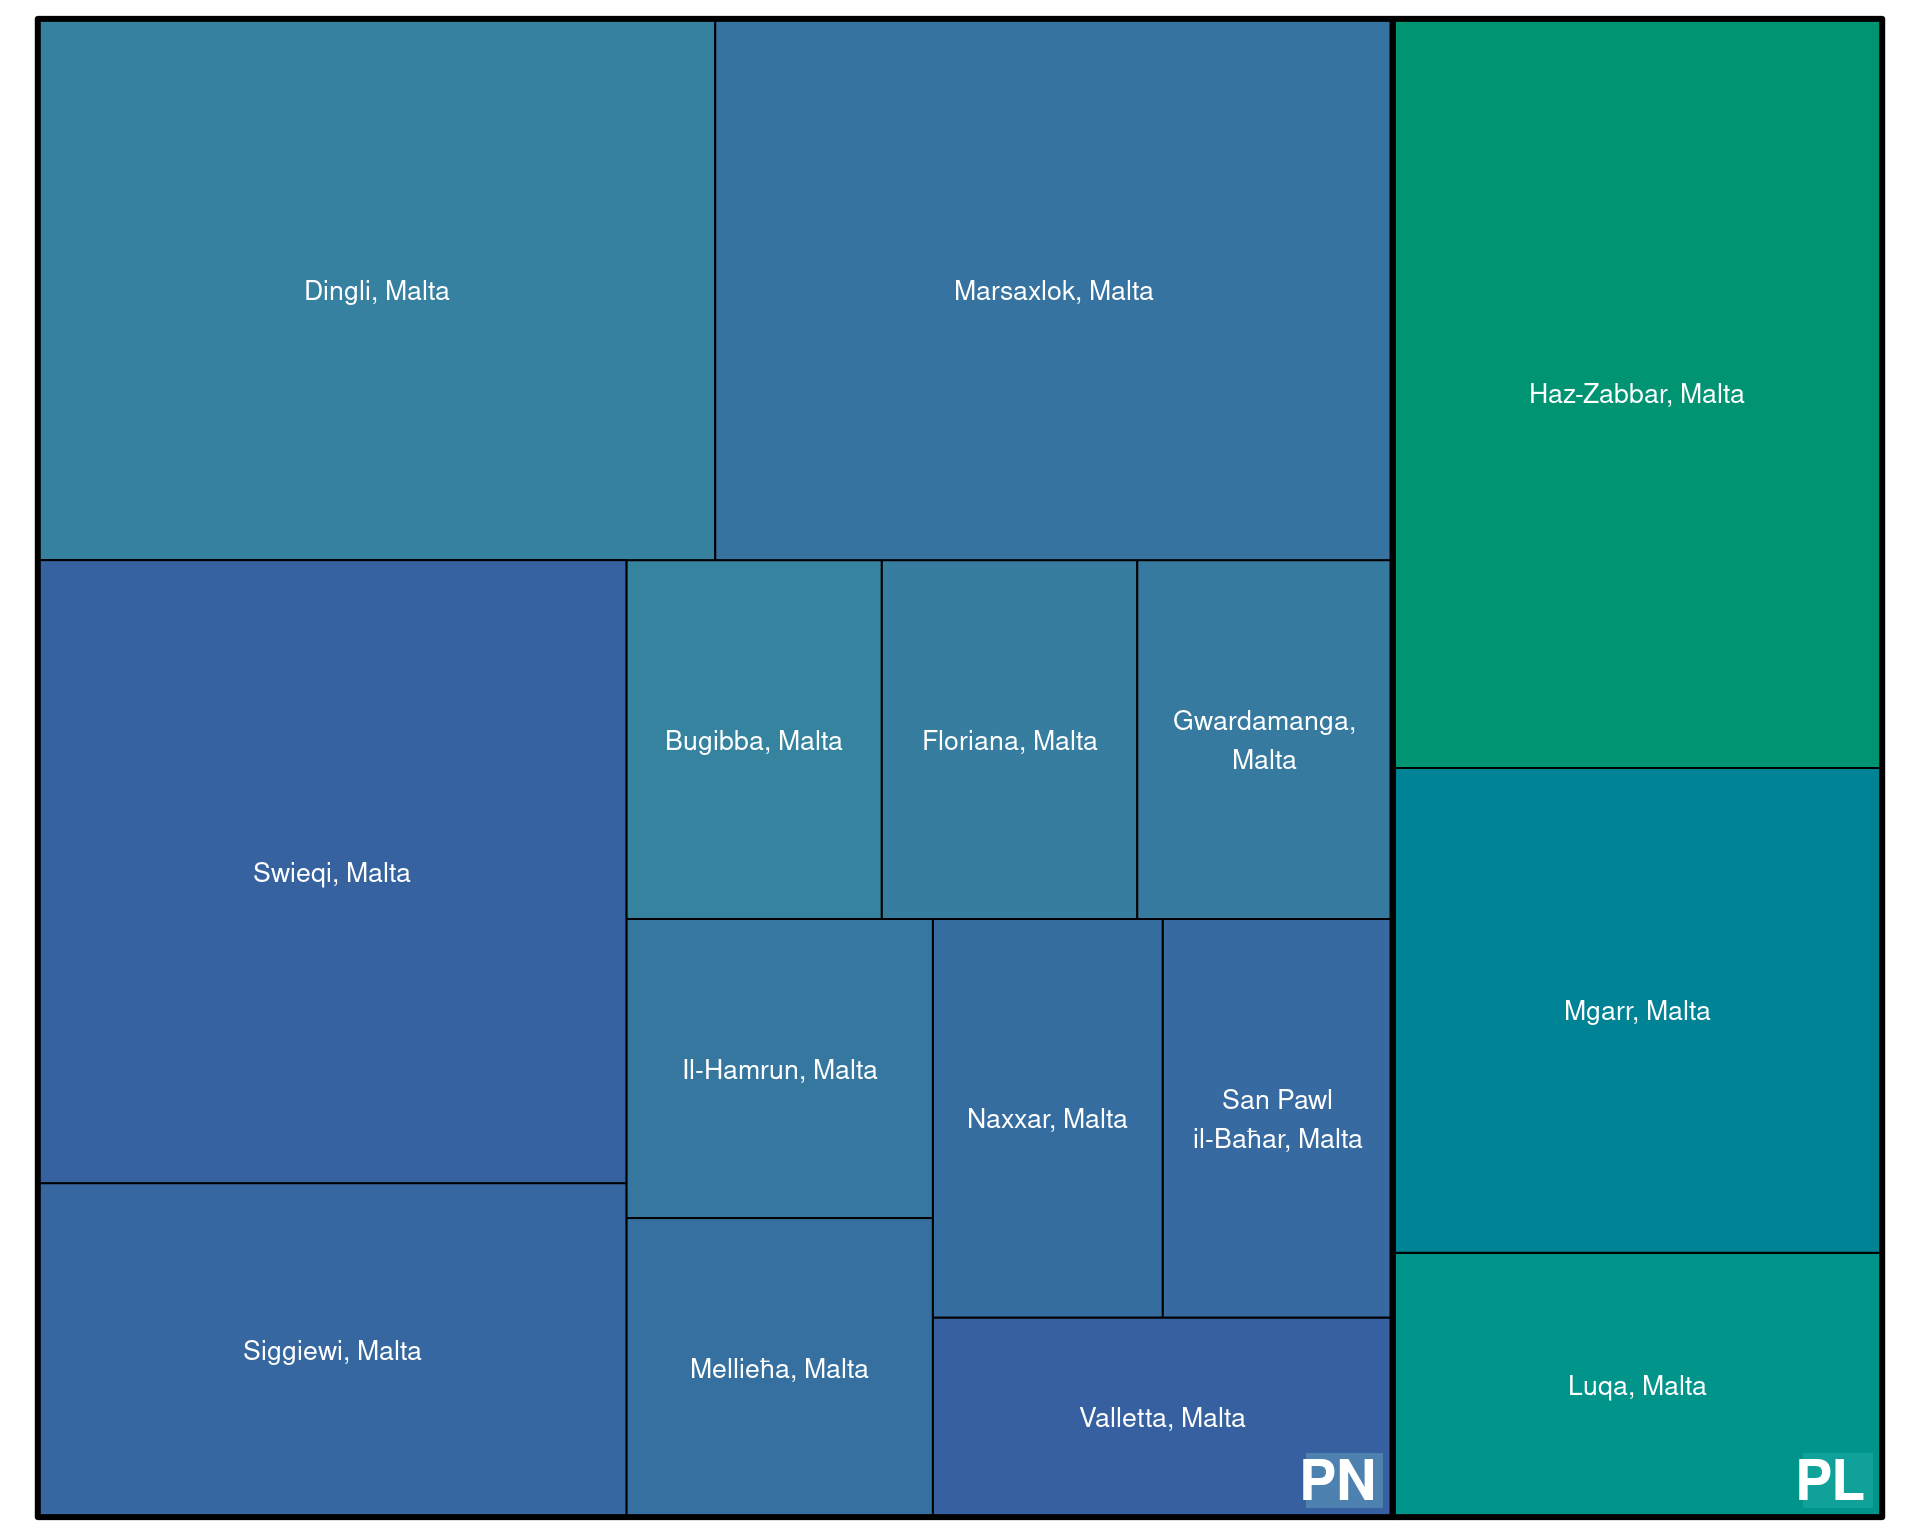 Dingli, Malta
Marsaxlok, Malta
Haz-Zabbar, Malta
Swieqi, Malta
Bugibba, Malta
Floriana, Malta
Gwardamanga,
Malta
Mgarr, Malta
Il-Hamrun, Malta
Naxxar, Malta
San Pawl
il-Baħar, Malta
Siggiewi, Malta
Mellieħa, Malta
Valletta, Malta
Luqa, Malta
PN
PL